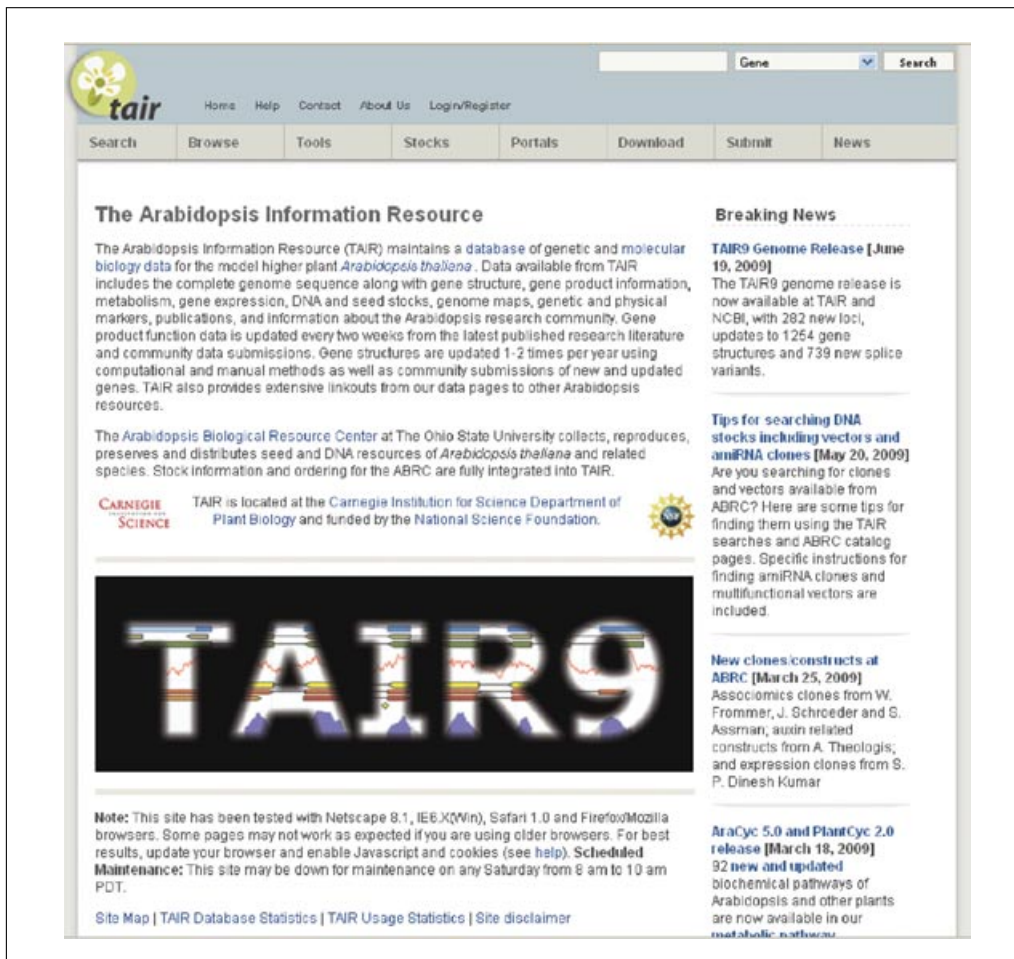 Gene
Search
tair
Home Help Contact About Us Login/Register
Search Browse Tools Stocks Portals Download Submit News
The Arabidopsis Information Resource
The Arabidopsis Information Resource (TAIR) maintains a database of genetic and molecular
biology data for the model higher plant Arabidopsis thaliana . Data available from TAIR
includes the complete genome sequence along with gene structure, gene product information,
metabolism, gene expression, DNA and seed stocks, genome maps, genetic and physical
markers, publications, and information about the Arabidopsis research community. Gene
product function data is updated every two weeks from the latest published research literature
and community data submissions. Gene structures are updated 1-2 times per year using
computational and manual methods as well as community submissions of new and updated
genes. TAIR also provides extensive linkouts from our data pages to other Arabidopsis
resources.
The Arabidopsis Biological Resource Center at The Ohio State University collects, reproduces,
preserves and distributes seed and DNA resources of Arabidopsis thaliana and related
species. Stock information and ordering for the ABRC are fully integrated into TAIR.
CARNEGIE
SCIENCE
TAIR is located at the Carnegie Institution for Science Department of
Plant Biology and funded by the National Science Foundation.
NSF
TAIR9
Note: This site has been tested with Netscape 8.1, IE6.X(Win), Safari 1.0 and Firefox/Mozilla
browsers. Some pages may not work as expected if you are using older browsers. For best
results, update your browser and enable Javascript and cookies (see help). Scheduled
Maintenance: This site may be down for maintenance on any Saturday from 8 am to 10 am
PDT.
Site Map | TAIR Database Statistics | TAIR Usage Statistics | Site disclaimer
Breaking News
TAIR9 Genome Release [June
19, 2009]
The TAIR9 genome release is
now available at TAIR and
NCBI, with 282 new loci,
updates to 1254 gene
structures and 739 new splice
variants.
Tips for searching DNA
stocks including vectors and
amiRNA clones [May 20, 2009]
Are you searching for clones
and vectors available from
ABRC? Here are some tips for
finding them using the TAIR
searches and ABRC catalog
pages. Specific instructions for
finding amiRNA clones and
multifunctional vectors are
included.
New clones/constructs at
ABRC [March 25, 2009]
Associomics clones from W.
Frommer, J. Schroeder and S.
Assman; auxin related
constructs from A. Theologis;
and expression clones from S.
P. Dinesh Kumar
AraCyc 5.0 and PlantCyc 2.0
release [March 18, 2009]
92 new and updated
biochemical pathways of
Arabidopsis and other plants
are now available in our
metabolic pathway